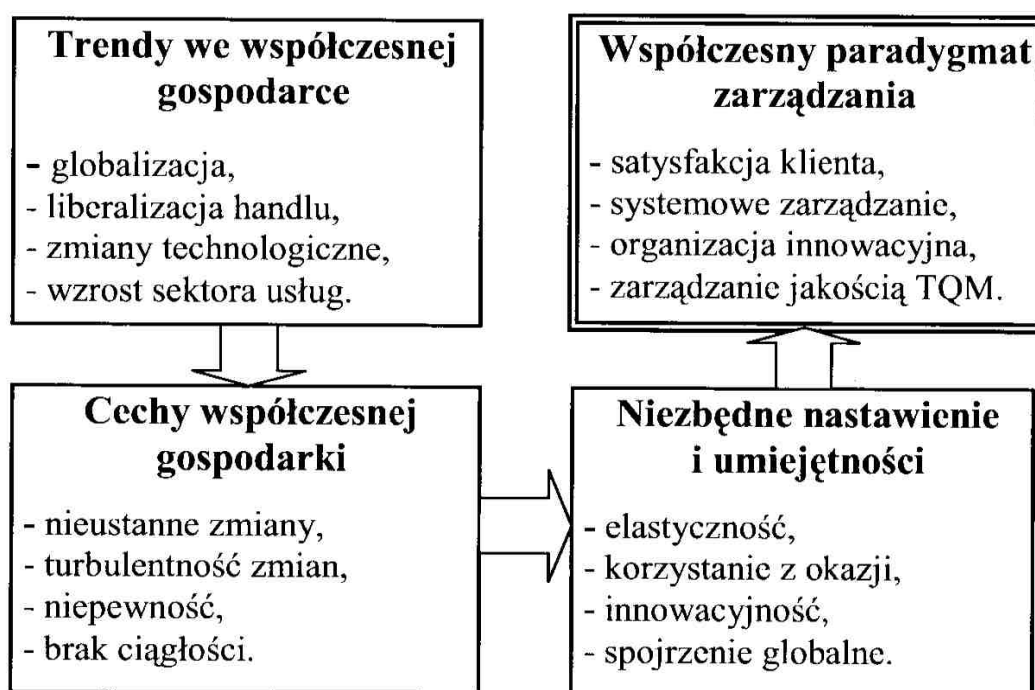 Trendy we współczesnej
gospodarce
- globalizacja,
- liberalizacja handlu,
- zmiany technologiczne,
- wzrost sektora usług.
Cechy współczesnej
gospodarki
- nieustanne zmiany,
- turbulentność zmian,
- niepewność,
- brak ciągłości.
Niezbędne nastawienie
i umiejętności
- elastyczność,
- korzystanie z okazji,
- innowacyjność,
- spojrzenie globalne.
Współczesny paradygmat
zarządzania
- satysfakcja klienta,
- systemowe zarządzanie,
- organizacja innowacyjna,
- zarządzanie jakością TQM.